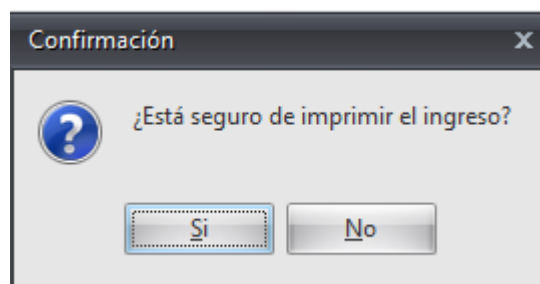 Confirmación x
¿Está seguro de imprimir el ingreso?
Si No